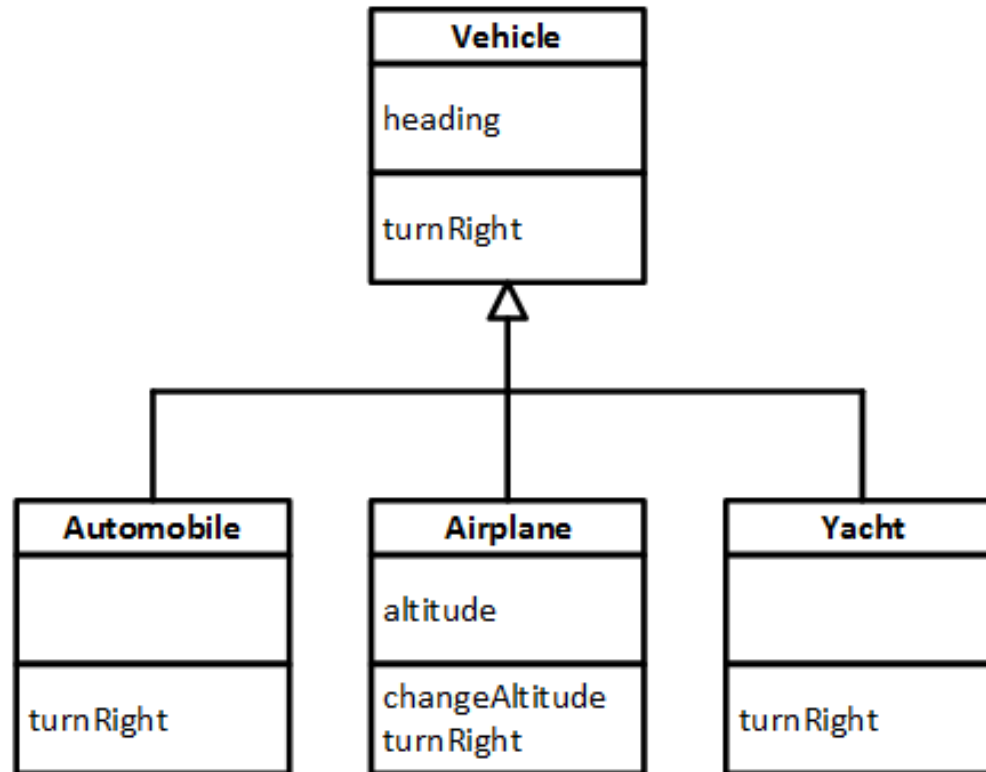 Vehicle
heading
turnRight
Automobile
turnRight
Airplane
altitude
changeAltitude
turnRight
Yacht
turnRight